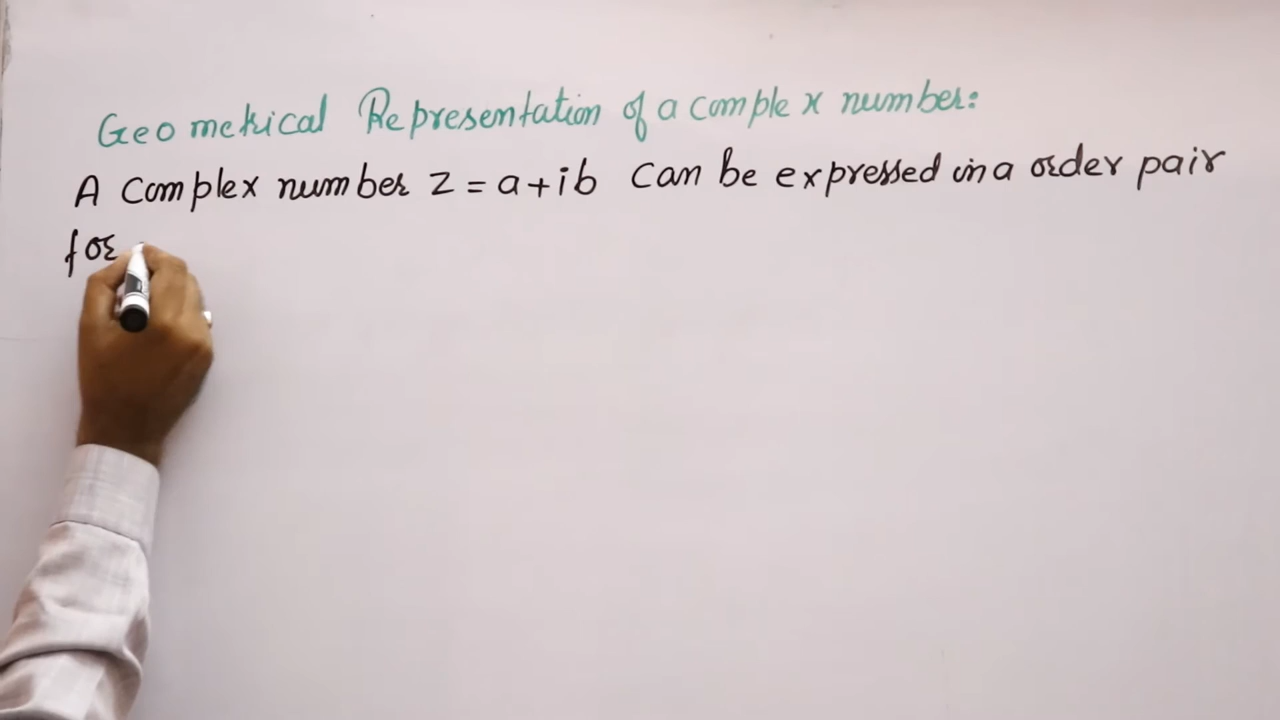 Geometrical Representation of a complex number:
A complex number z = a + ib can be expressed in a order pair
for